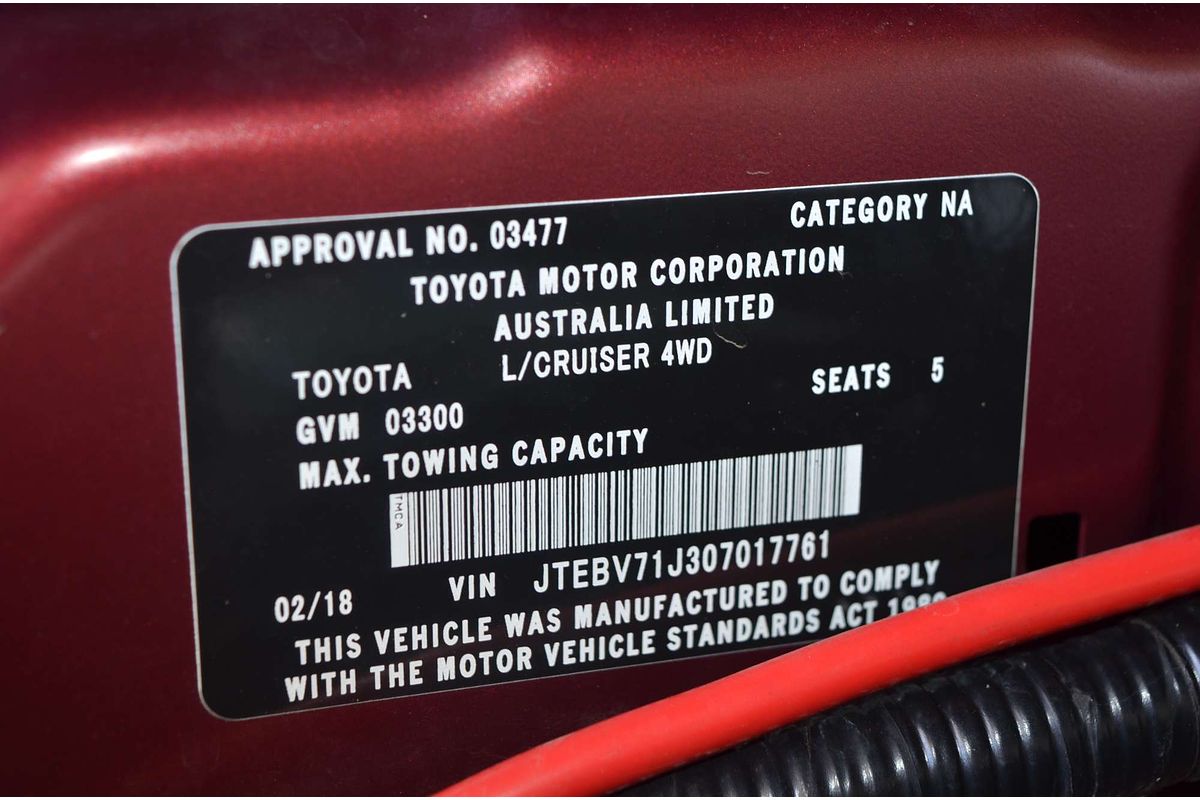 APPROVAL NO. 03477 CATEGORY NA
TOYOTA MOTOR CORPORATION
AUSTRALIA LIMITED
TOYOTA L/CRUISER 4WD
GVM 03300 SEATS 5
MAX. TOWING CAPACITY
TMCA
02/18 VIN JTEBV71J307017761
THIS VEHICLE WAS MANUFACTURED TO COMPLY
WITH THE MOTOR VEHICLE STANDARDS ACT